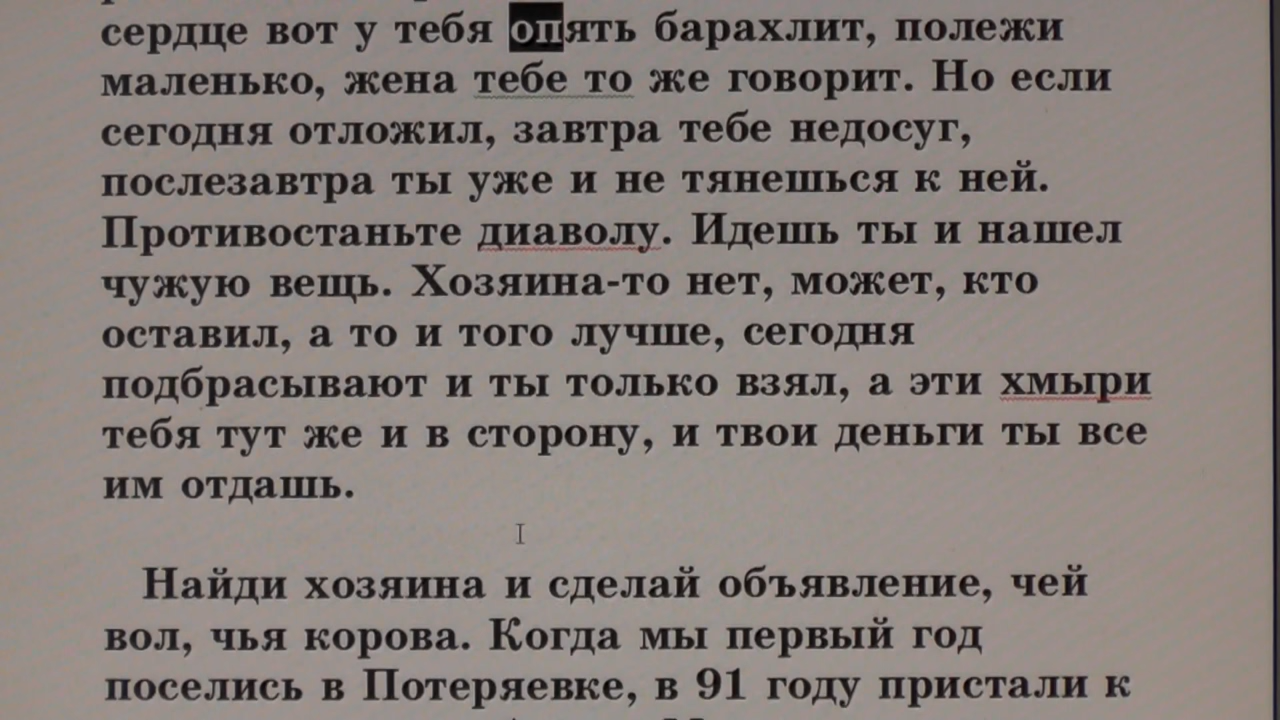 сердце вот у тебя опять барахлит, полежи
маленько, жена тебе то же говорит. Но если
сегодня отложил, завтра тебе недосуг,
послезавтра ты уже и не тянешься к ней.
Противостаньте диаволу. Идешь ты и нашел
чужую вещь. Хозяина-то нет, может, кто
оставил, а то и того лучше, сегодня
подбрасывают и ты только взял, а эти хмыри
тебя тут же и в сторону, и твои деньги ты все
им отдашь.
Найди хозяина и сделай объявление, чей
вол, чья корова. Когда мы первый год
поселись в Потеряевке, в 91 году пристали к